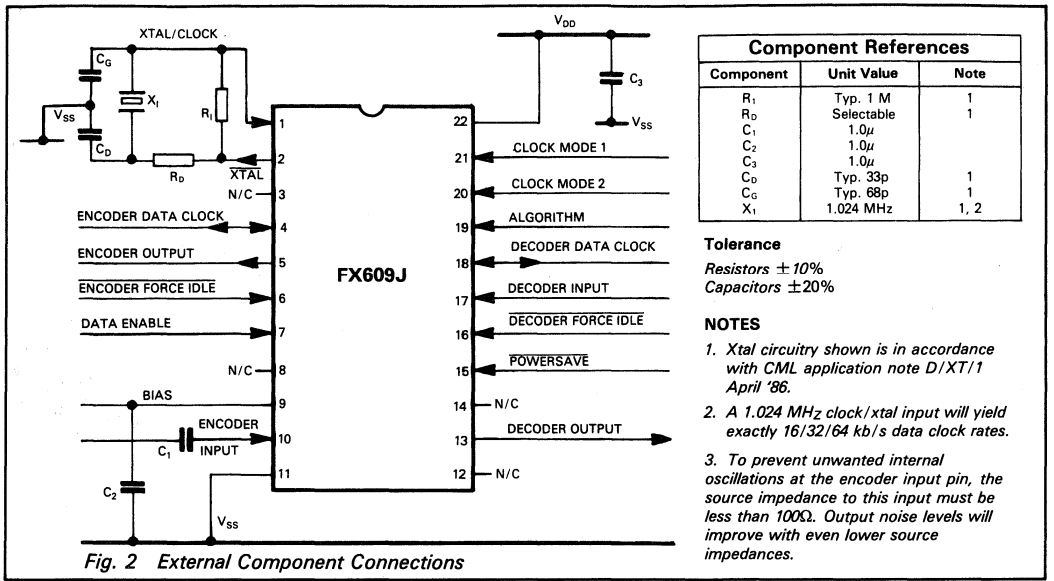 XTAL/CLOCK
C_G
X_I
R_I
V_SS
C_D
R_D
XTAL
N/C
ENCODER DATA CLOCK
ENCODER OUTPUT
ENCODER FORCE IDLE
DATA ENABLE
N/C
BIAS
ENCODER
INPUT
C_1
C_2
V_SS
1
2
3
4
5
6
7
8
9
10
11
FX609J
22
21
20
19
18
17
16
15
14
13
12
V_DD
C_3
V_SS
CLOCK MODE 1
CLOCK MODE 2
ALGORITHM
DECODER DATA CLOCK
DECODER INPUT
DECODER FORCE IDLE
POWERSAVE
N/C
DECODER OUTPUT
N/C
Fig. 2 External Component Connections
Component References
Component Unit Value Note
R_1 Typ. 1 M 1
R_D Selectable 1
C_1 1.0µ
C_2 1.0µ
C_3 1.0µ
C_D Typ. 33p 1
C_G Typ. 68p 1
X_1 1.024 MHz 1, 2
Tolerance
Resistors ±10%
Capacitors ±20%
NOTES
1. Xtal circuitry shown is in accordance
with CML application note D/XT/1
April '86.
2. A 1.024 MHz clock/xtal input will yield
exactly 16/32/64 kb/s data clock rates.
3. To prevent unwanted internal
oscillations at the encoder input pin, the
source impedance to this input must be
less than 100Ω. Output noise levels will
improve with even lower source
impedances.